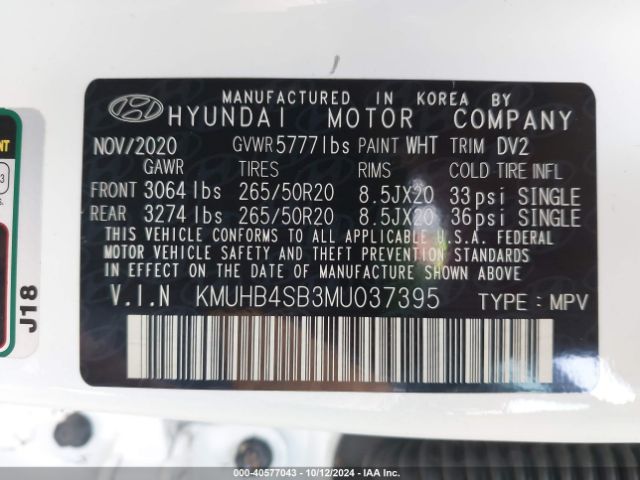 MANUFACTURED IN KOREA BY
HYUNDAI MOTOR COMPANY
NOV/2020 GVWR 5777 lbs PAINT WHT TRIM DV2
GAWR TIRES RIMS COLD TIRE INFL
FRONT 3064 lbs 265/50R20 8.5JX20 33 psi SINGLE
REAR 3274 lbs 265/50R20 8.5JX20 36 psi SINGLE
THIS VEHICLE CONFORMS TO ALL APPLICABLE U.S.A. FEDERAL
MOTOR VEHICLE SAFETY AND THEFT PREVENTION STANDARDS
IN EFFECT ON THE DATE OF MANUFACTURE SHOWN ABOVE.
V.I.N KMUHB4SB3MU037395 TYPE : MPV
J18
000-40577043 - 10/12/2024 - IAA Inc.